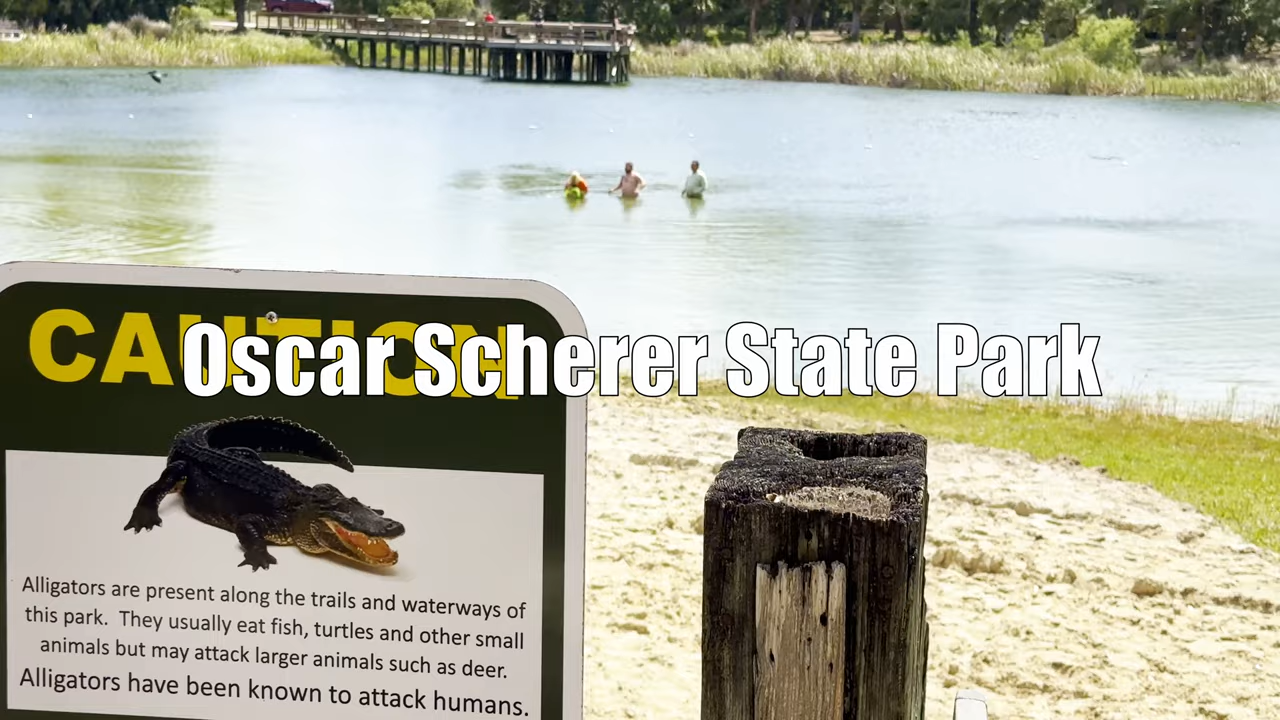 CAUTION
Oscar Scherer State Park
Alligators are present along the trails and waterways of
this park. They usually eat fish, turtles and other small
animals but may attack larger animals such as deer.
Alligators have been known to attack humans.